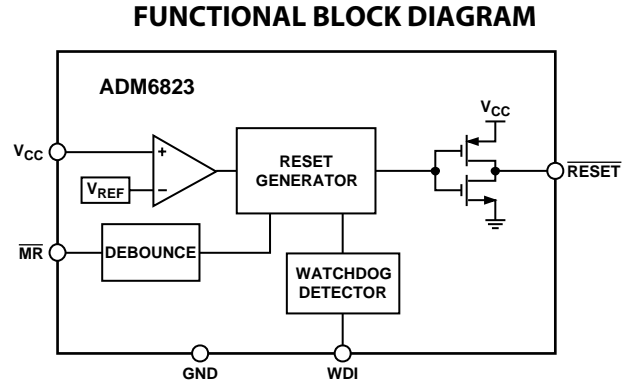 FUNCTIONAL BLOCK DIAGRAM
ADM6823
VCC
VCC
+
RESET
GENERATOR
RESET
VREF
−
MR
DEBOUNCE
WATCHDOG
DETECTOR
GND
WDI